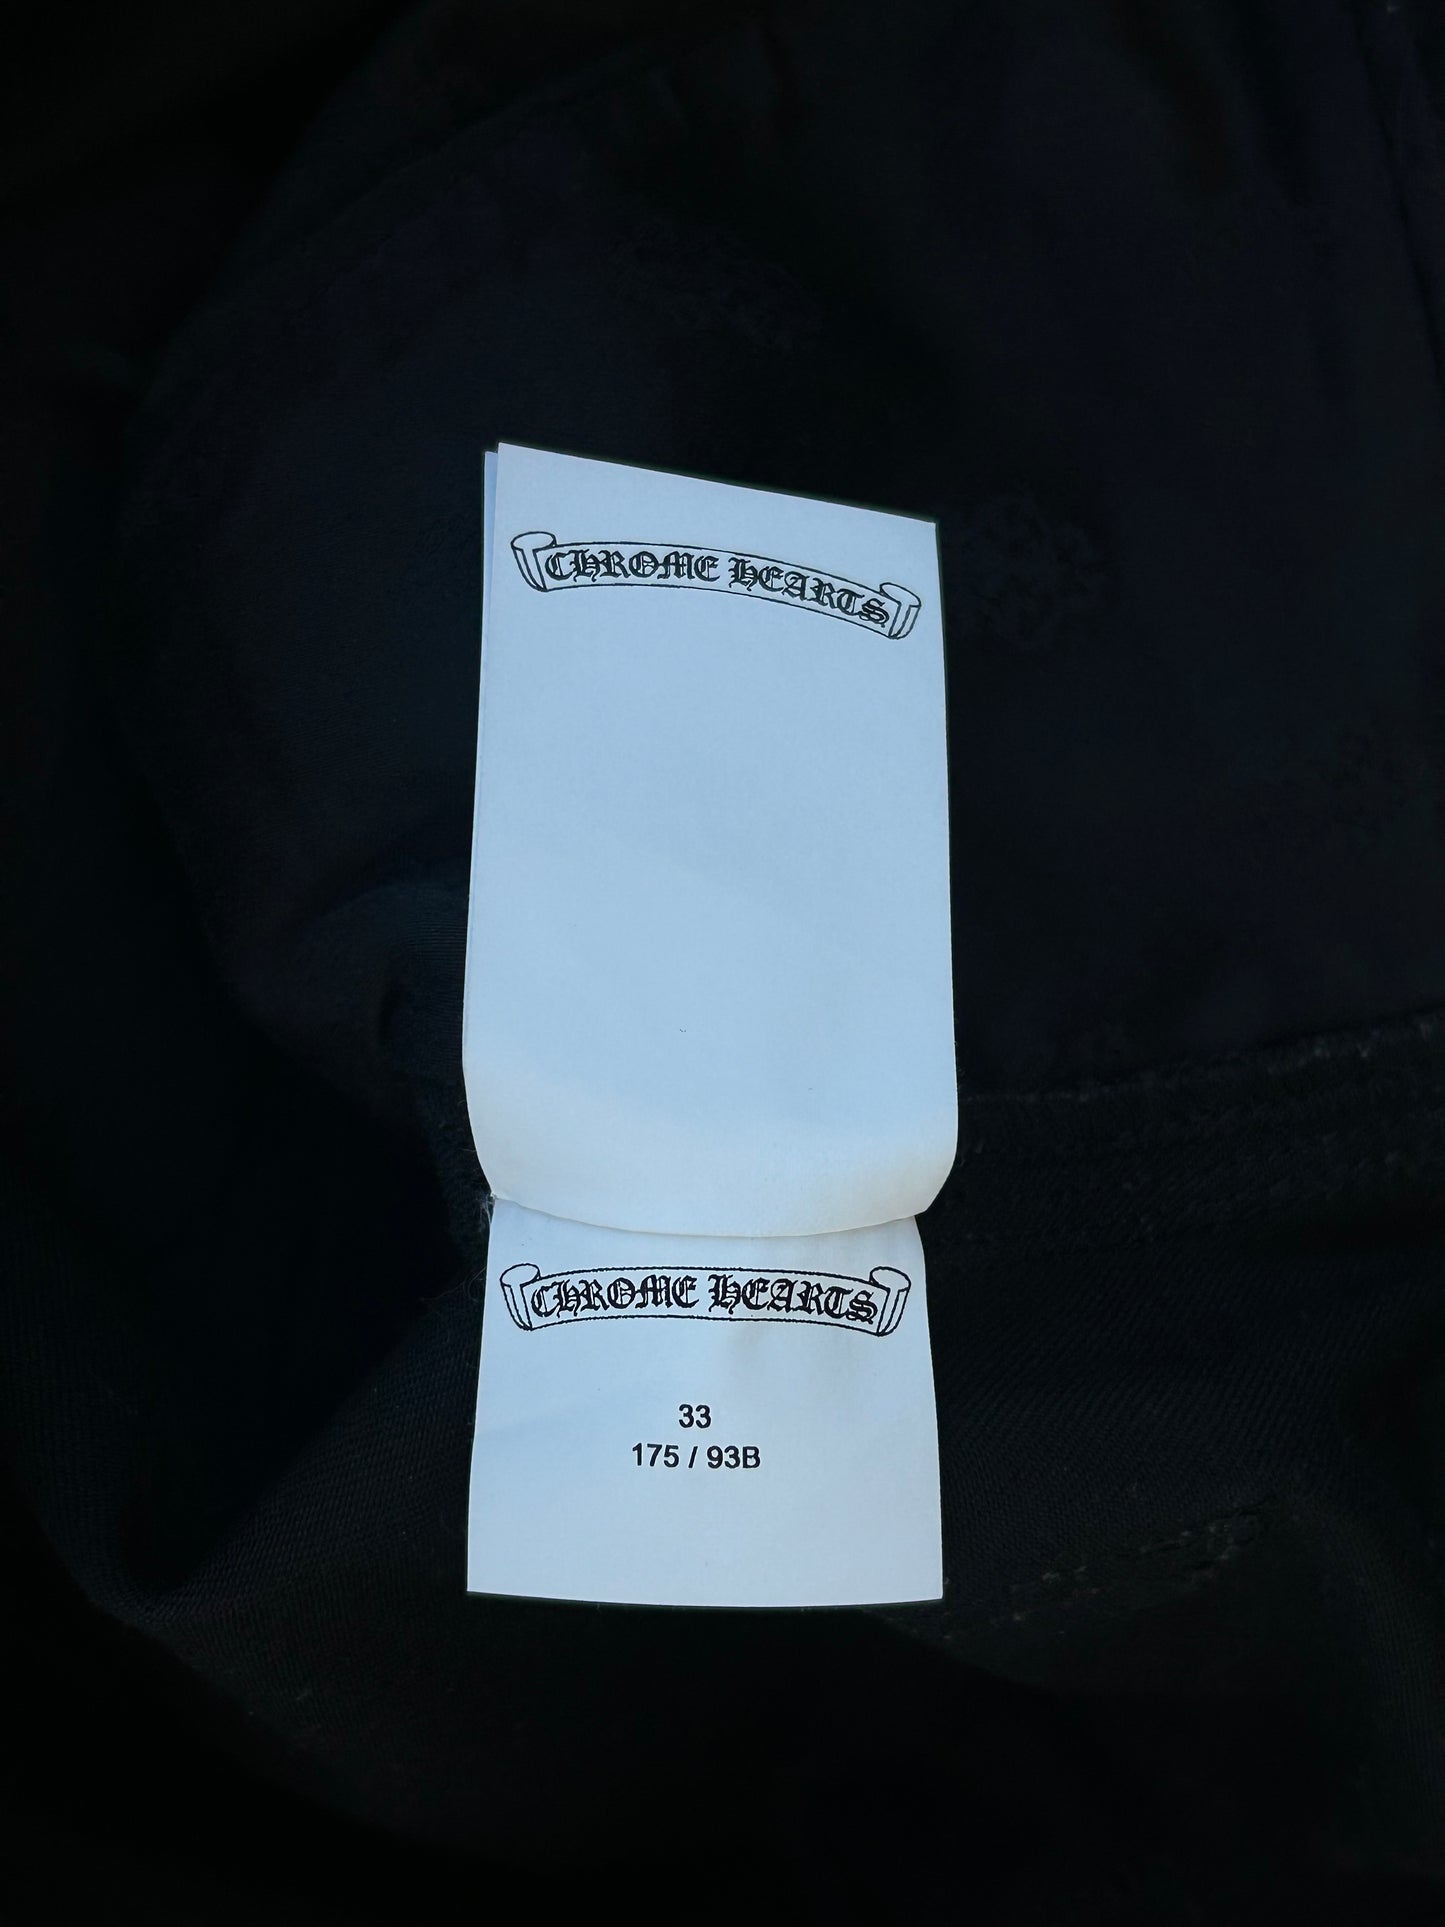 CHROME HEARTS
CHROME HEARTS
33
175 / 93B